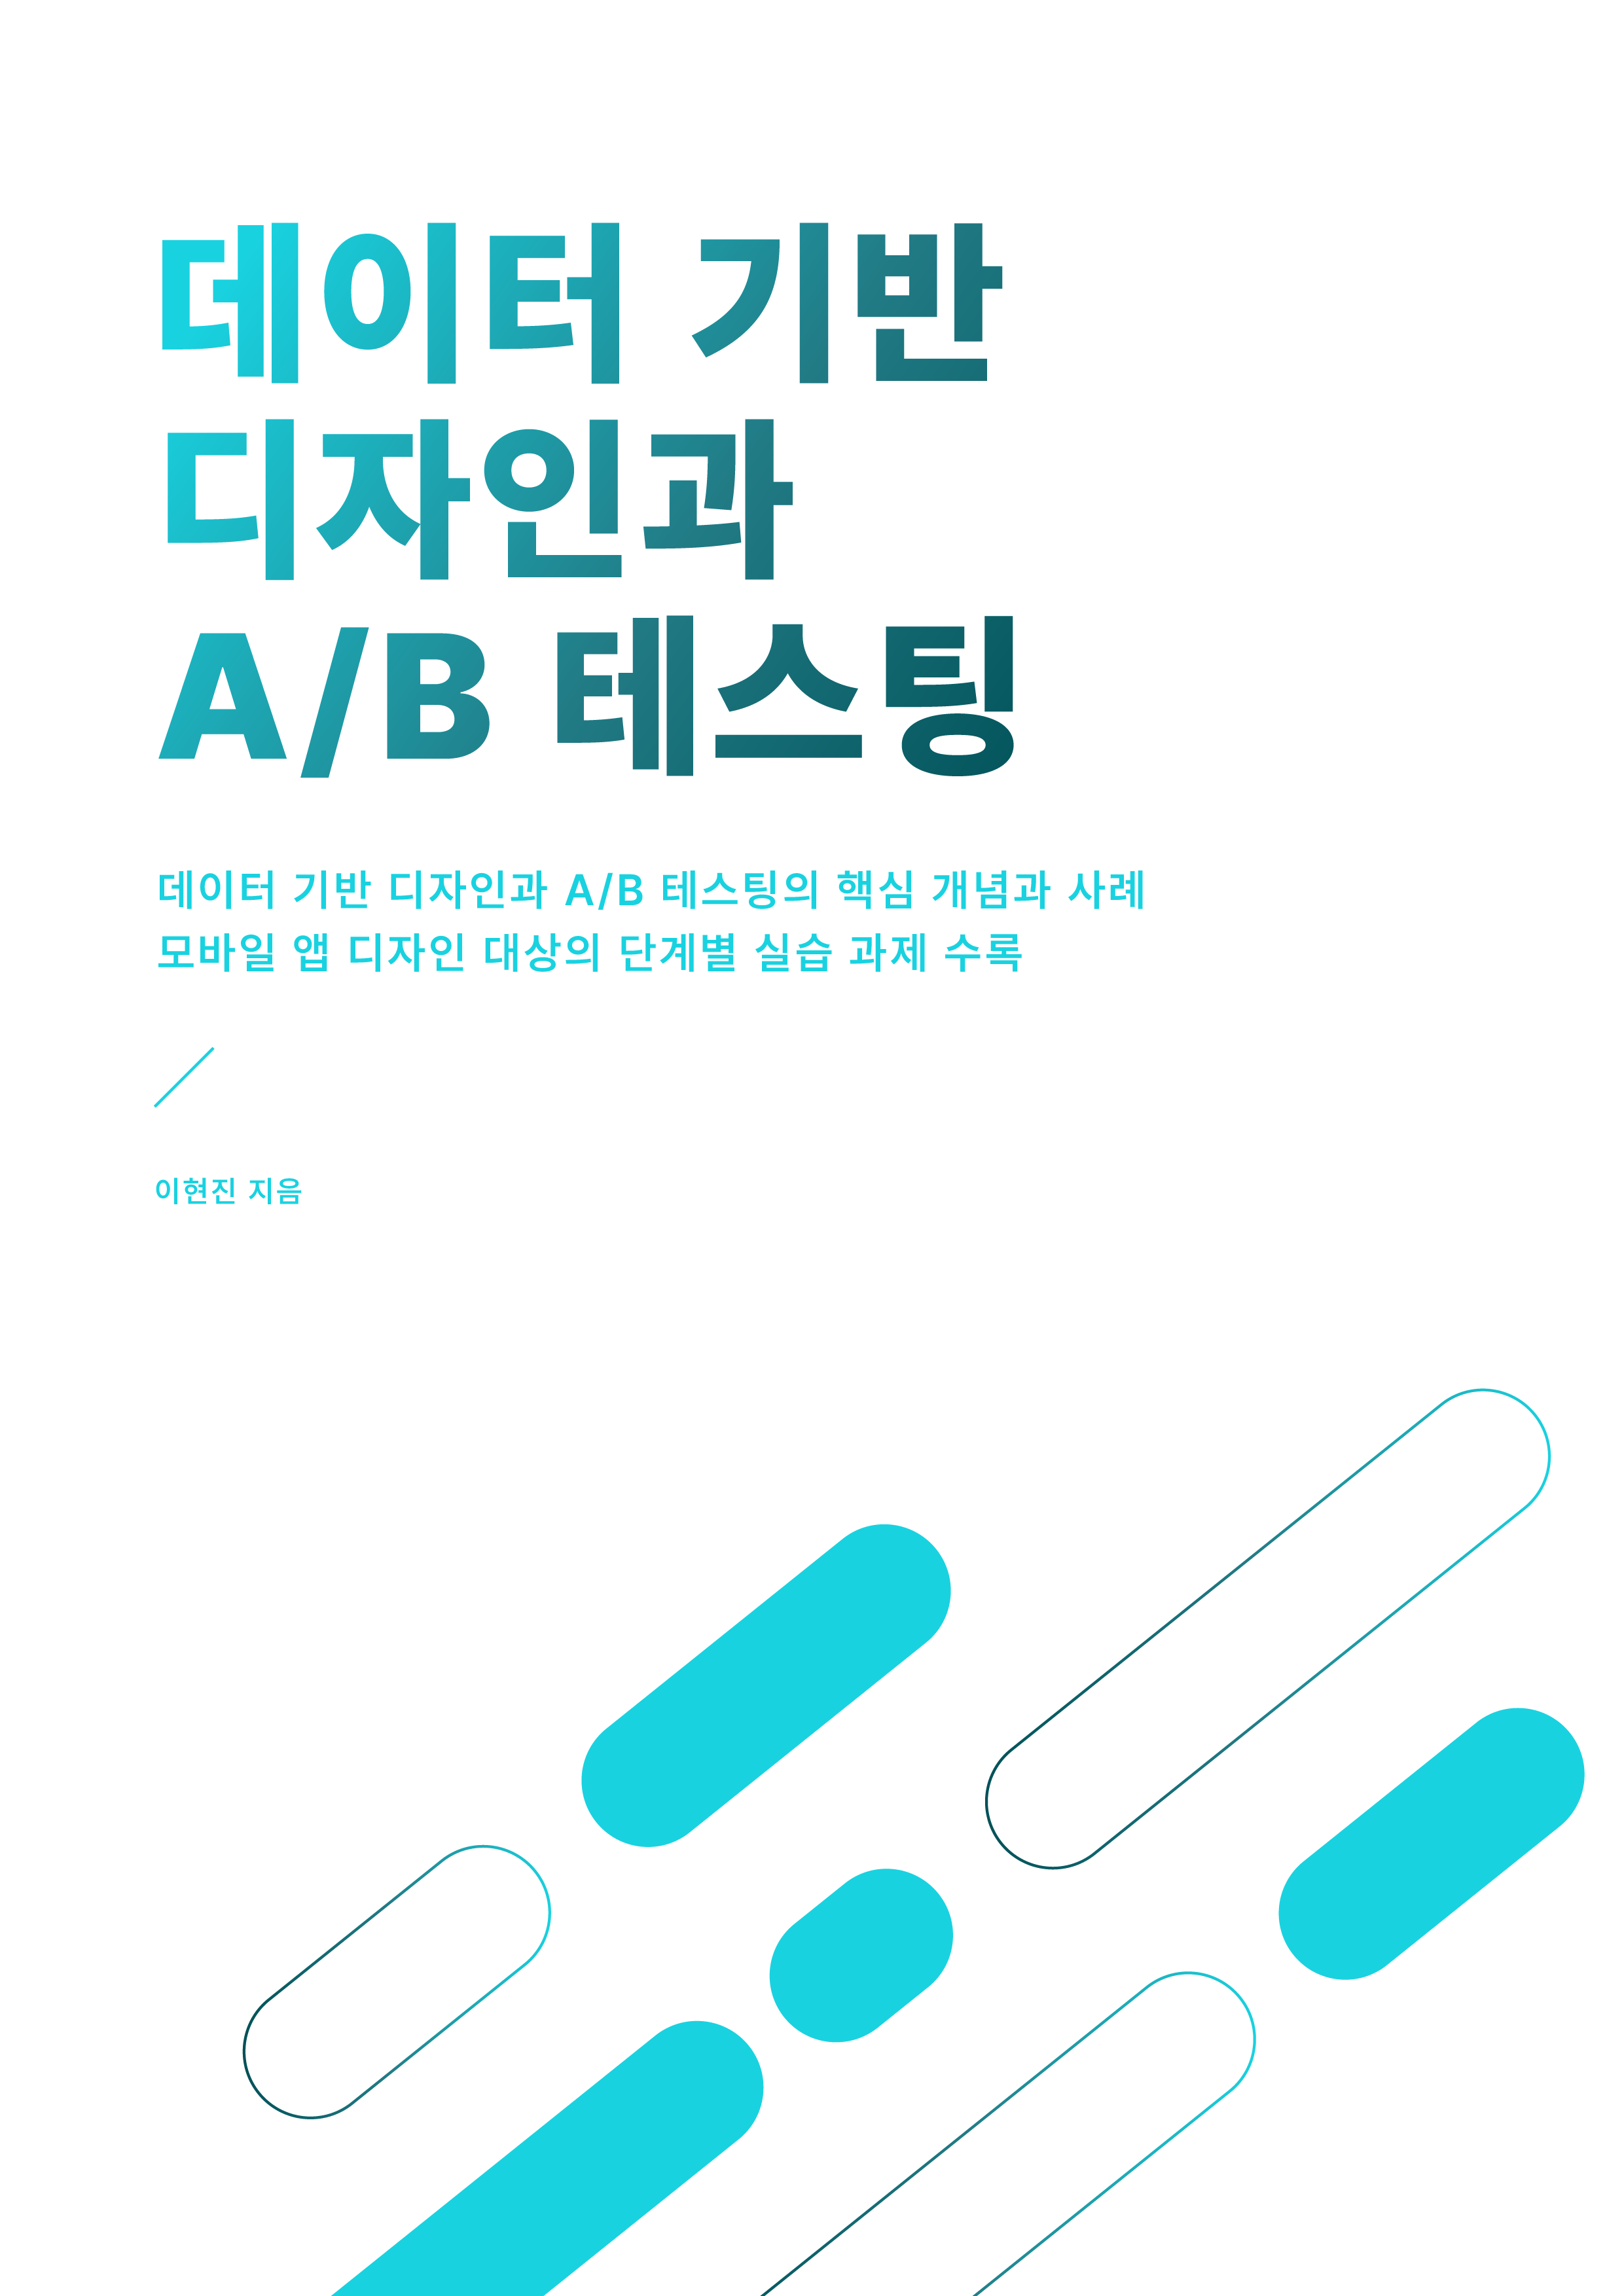 데이터 기반
디자인과
A/B 테스팅
데이터 기반 디자인과 A/B 테스팅의 핵심 개념과 사례
모바일 앱 디자인 대상의 단계별 실습 과제 수록
이현진 지음